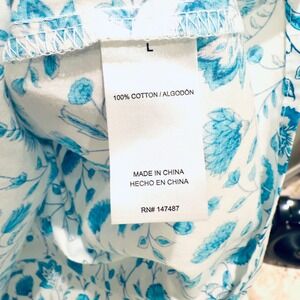 L
100% COTTON / ALGODÓN
MADE IN CHINA
HECHO EN CHINA
RN# 147487